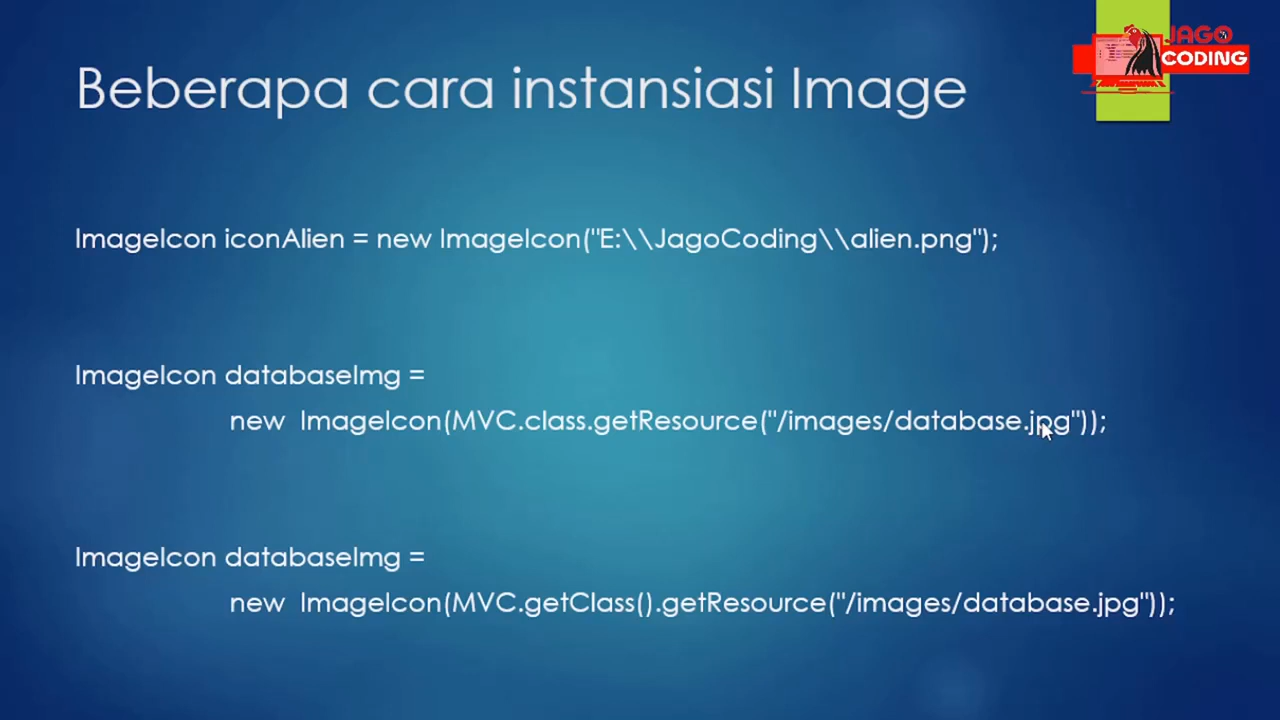 JAGO
CODING
Beberapa cara instansiasi Image
ImageIcon iconAlien = new ImageIcon("E:\\JagoCoding\\alien.png");
ImageIcon databaseImg =
new ImageIcon(MVC.class.getResource("/images/database.jpg"));
ImageIcon databaseImg =
new ImageIcon(MVC.getClass().getResource("/images/database.jpg"));